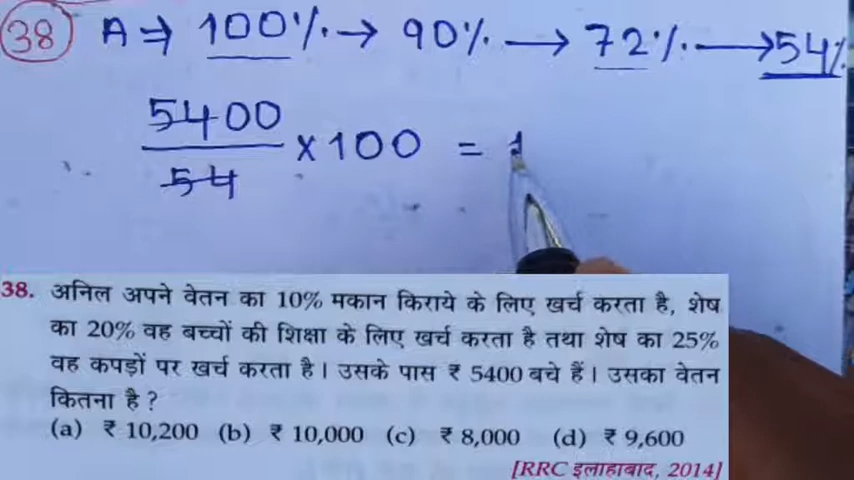 38 A ⇒ 100% → 90% → 72% → 54%
5400
54
× 100 = 1
38. अनिल अपने वेतन का 10% मकान किराये के लिए खर्च करता है, शेष
का 20% वह बच्चों की शिक्षा के लिए खर्च करता है तथा शेष का 25%
वह कपड़ों पर खर्च करता है। उसके पास ₹ 5400 बचे हैं। उसका वेतन
कितना है ?
(a) ₹ 10,200 (b) ₹ 10,000 (c) ₹ 8,000 (d) ₹ 9,600
[RRC इलाहाबाद, 2014]